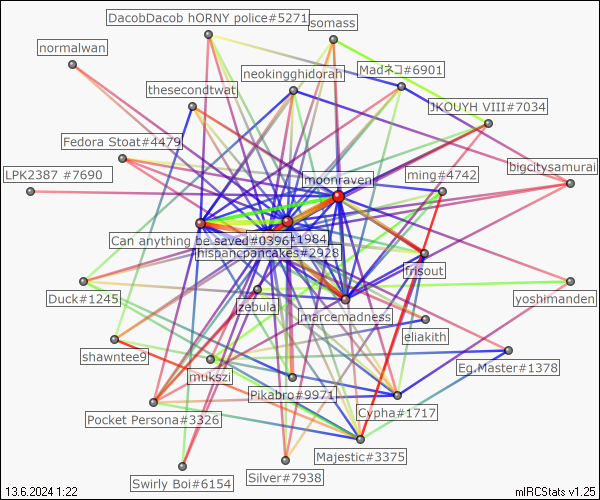 DacobDacob hORNY police#5271
somass
normalwan
neokingghidorah
Madネコ#6901
thesecondtwat
JKOUYH VIII#7034
Fedora Stoat#4479
bigcitysamurai
LPK2387 #7690
moonraven
ming#4742
Can anything be saved#0396
1984
hispancpancakes#2928
frisout
Duck#1245
zebula
marcemadness
yoshimanden
eliakith
shawntee9
mukszi
Eg.Master#1378
Pikabro#9971
Cypha#1717
Pocket Persona#3326
Majestic#3375
Swirly Boi#6154
Silver#7938
13.6.2024 1:22
mIRCStats v1.25